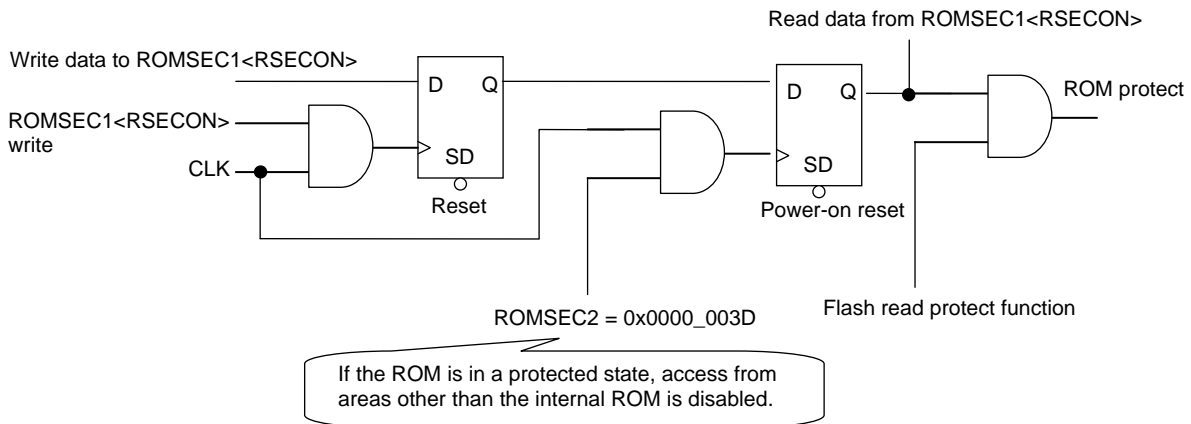 Read data from ROMSEC1<RSECON>
Write data to ROMSEC1<RSECON>
D Q
D Q
ROM protect
ROMSEC1<RSECON>
write
CLK
SD
SD
Reset
Power-on reset
ROMSEC2 = 0x0000_003D
Flash read protect function
If the ROM is in a protected state, access from
areas other than the internal ROM is disabled.